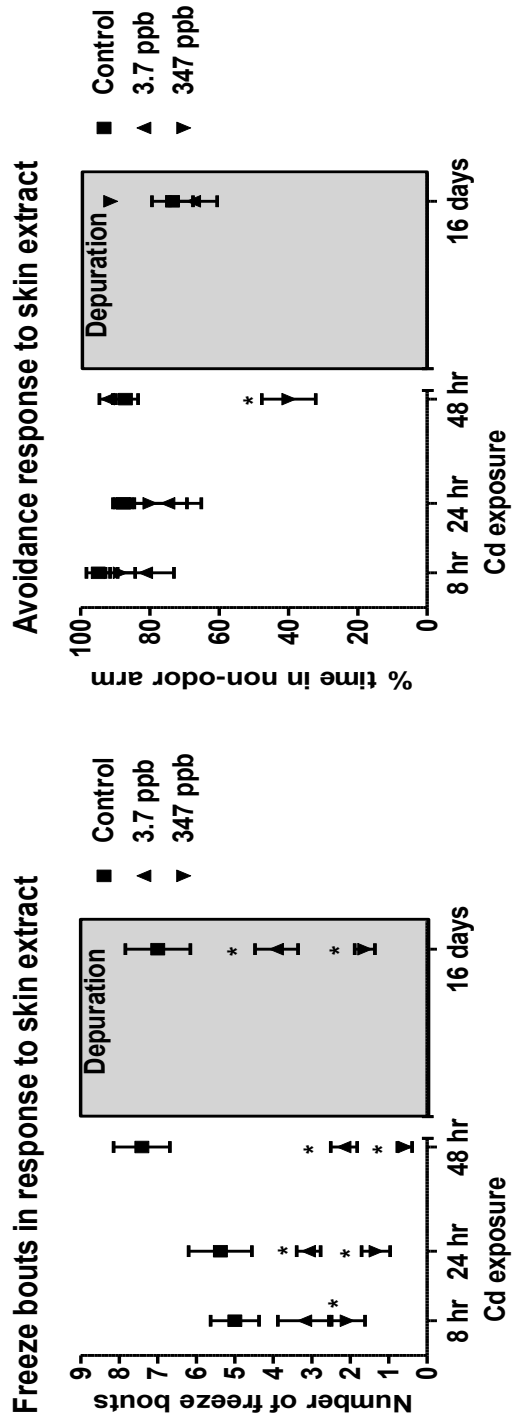 Freeze bouts in response to skin extract
Number of freeze bouts
9
8
7
6
5
4
3
2
1
0
Depuration
*
*
*
*
*
*
*
8 hr 24 hr 48 hr 16 days
Cd exposure
Control
3.7 ppb
347 ppb
Avoidance response to skin extract
% time in non-odor arm
100
80
60
40
20
0
Depuration
*
8 hr 24 hr 48 hr 16 days
Cd exposure
Control
3.7 ppb
347 ppb